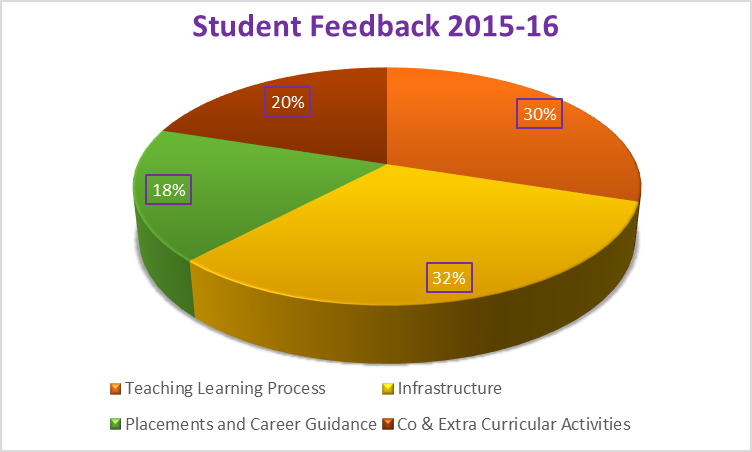 Student Feedback 2015-16
20%
30%
18%
32%
Teaching Learning Process
Infrastructure
Placements and Career Guidance
Co & Extra Curricular Activities